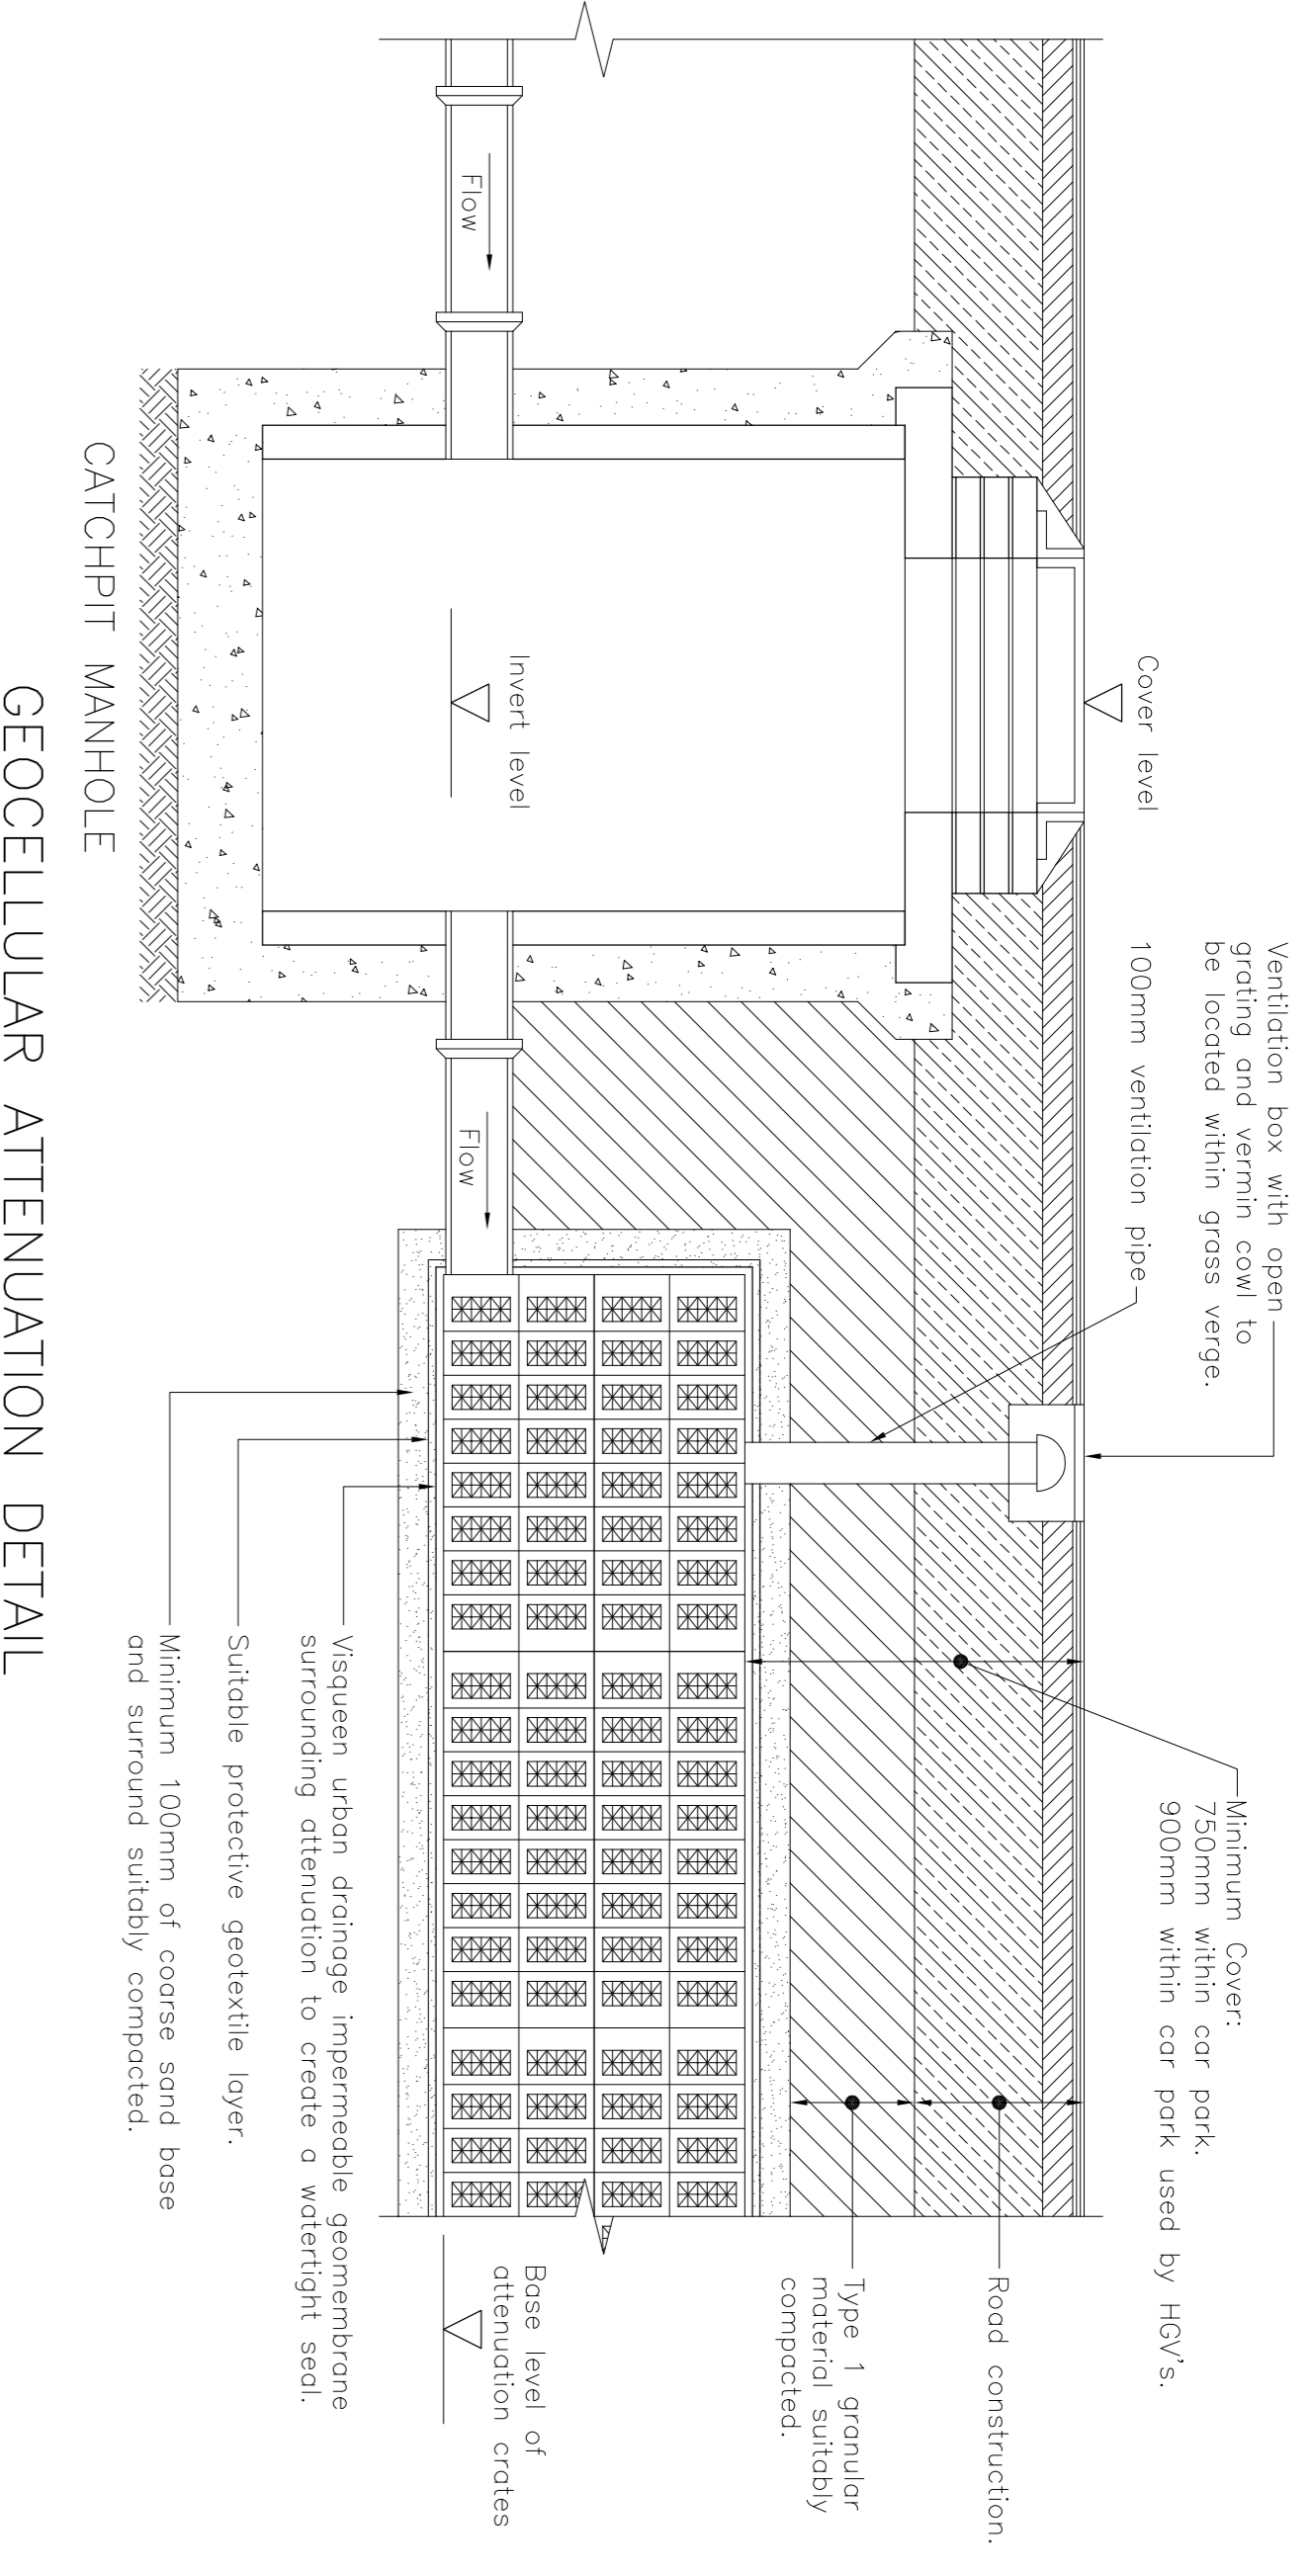 Cover level
Ventilation box with open
grating and vermin cowl to
be located within grass verge.
100mm ventilation pipe
Minimum Cover:
750mm within car park.
900mm within car park used by HGV's.
Road construction.
Type 1 granular
material suitably
compacted.
Invert level
Flow
Flow
Base level of
attenuation crates
Visqueen urban drainage impermeable geomembrane
surrounding attenuation to create a watertight seal.
Suitable protective geotextile layer.
Minimum 100mm of coarse sand base
and surround suitably compacted.
CATCHPIT MANHOLE
GEOCELLULAR ATTENUATION DETAIL